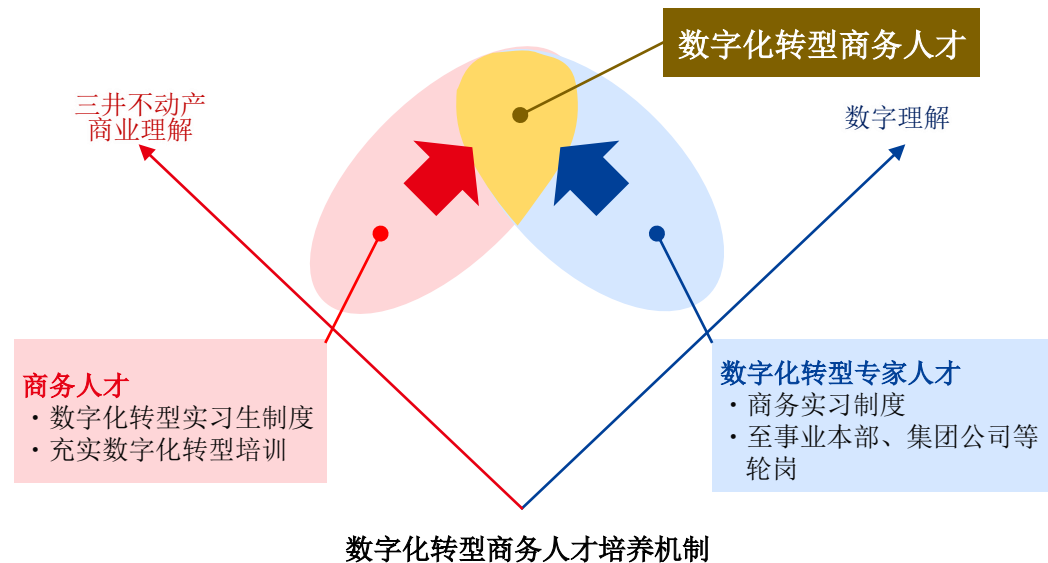 数字化转型商务人才
三井不动产
商业理解
数字理解
商务人才
・数字化转型实习生制度
・充实数字化转型培训
数字化转型专家人才
・商务实习制度
・至事业本部、集团公司等
轮岗
数字化转型商务人才培养机制